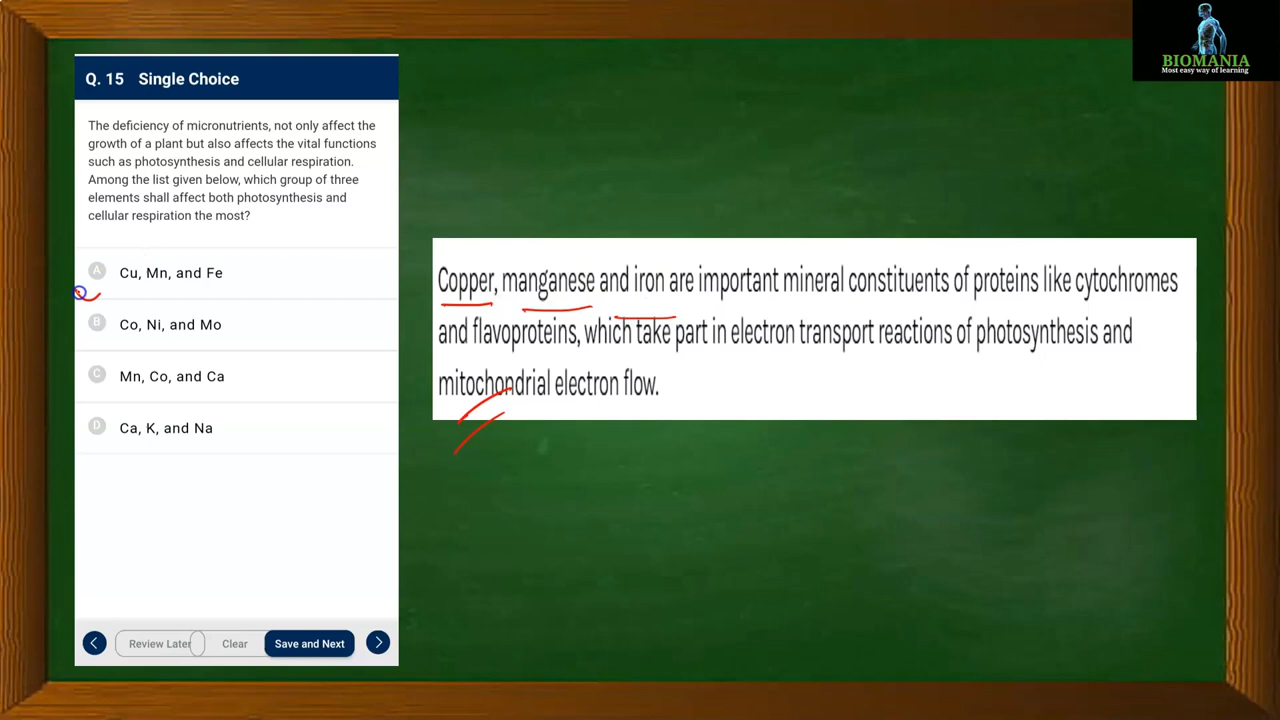 BIOMANIA
Most easy way of learning
Q. 15 Single Choice
The deficiency of micronutrients, not only affect the
growth of a plant but also affects the vital functions
such as photosynthesis and cellular respiration.
Among the list given below, which group of three
elements shall affect both photosynthesis and
cellular respiration the most?
A Cu, Mn, and Fe
B Co, Ni, and Mo
C Mn, Co, and Ca
D Ca, K, and Na
Review Later Clear Save and Next
Copper, manganese and iron are important mineral constituents of proteins like cytochromes
and flavoproteins, which take part in electron transport reactions of photosynthesis and
mitochondrial electron flow.